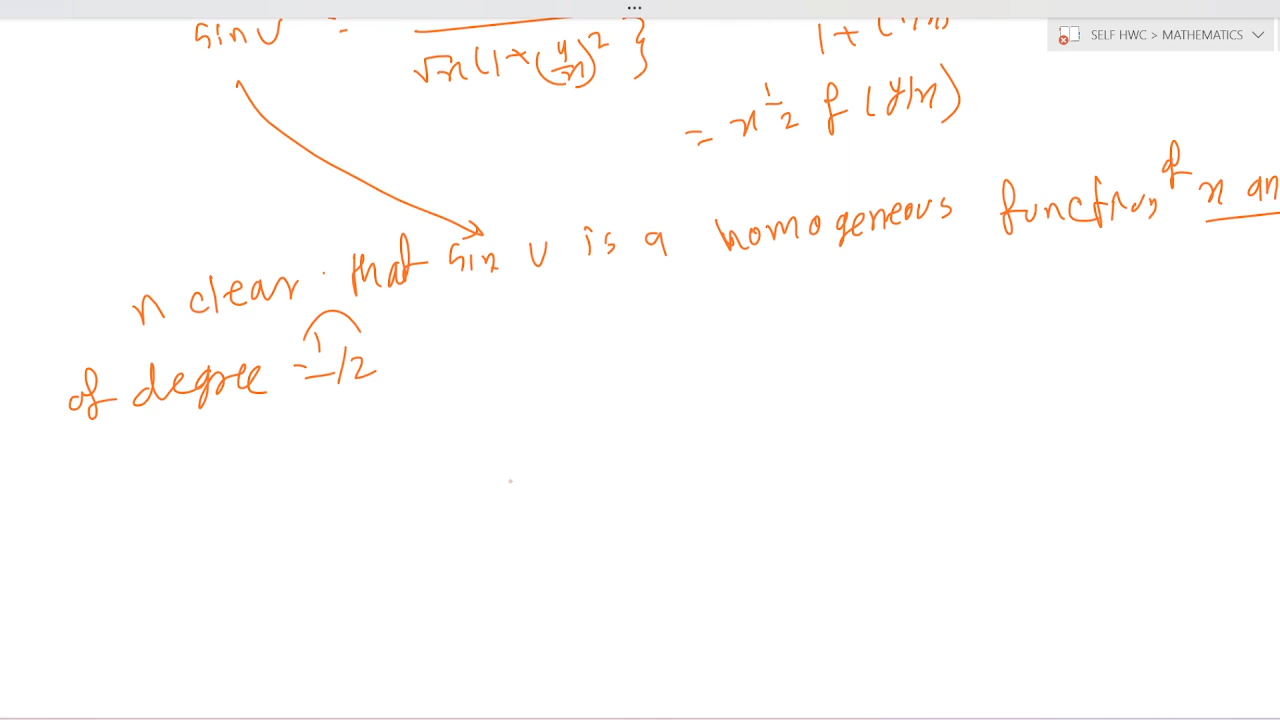 SELF HWC > MATHEMATICS
sin u =
√x (1+(y/x)^2 }
1+(y/x)
= x^1/2 f (y/x)
n clear that sin u is a homogeneous function of x an
of degree = 1/2